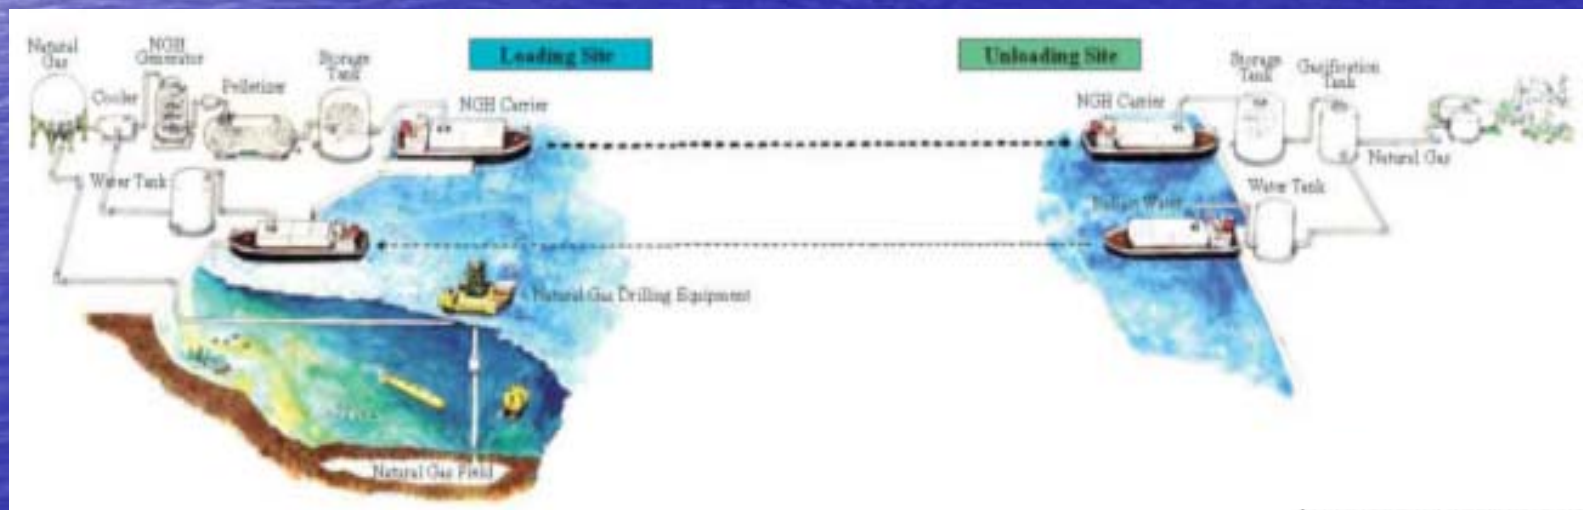 Natural
Gas
Cooler
NGH
Generator
Pelletizer
Storage
Tank
NGH Carrier
Loading Site
Water Tank
Natural Gas Drilling Equipment
Natural Gas Field
Unloading Site
NGH Carrier
Storage
Tank
Gasification
Tank
Natural Gas
Water Tank
Ballast Water